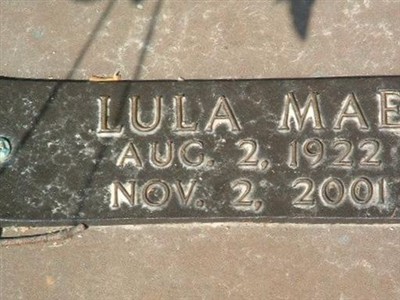 LULA MAE
AUG. 2, 1922
NOV. 2, 2001